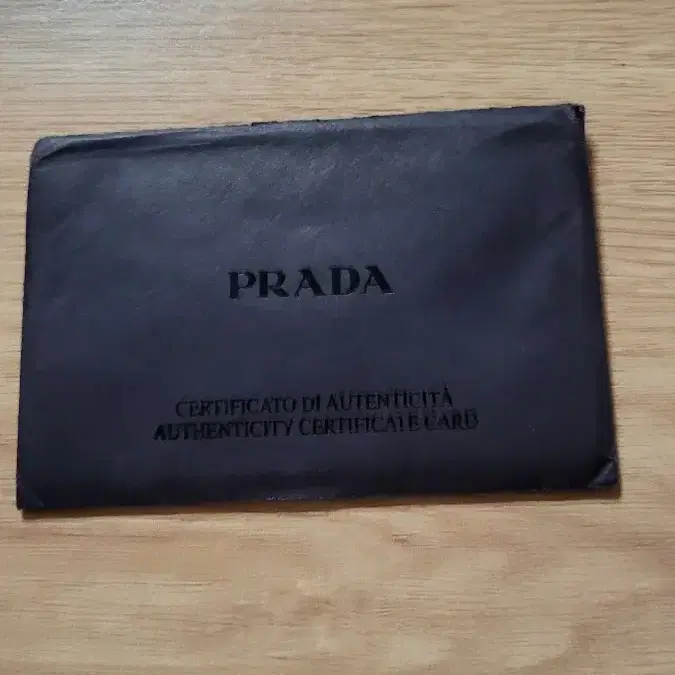 PRADA
CERTIFICATO DI AUTENTICITÀ
AUTHENTICITY CERTIFICATE CARD